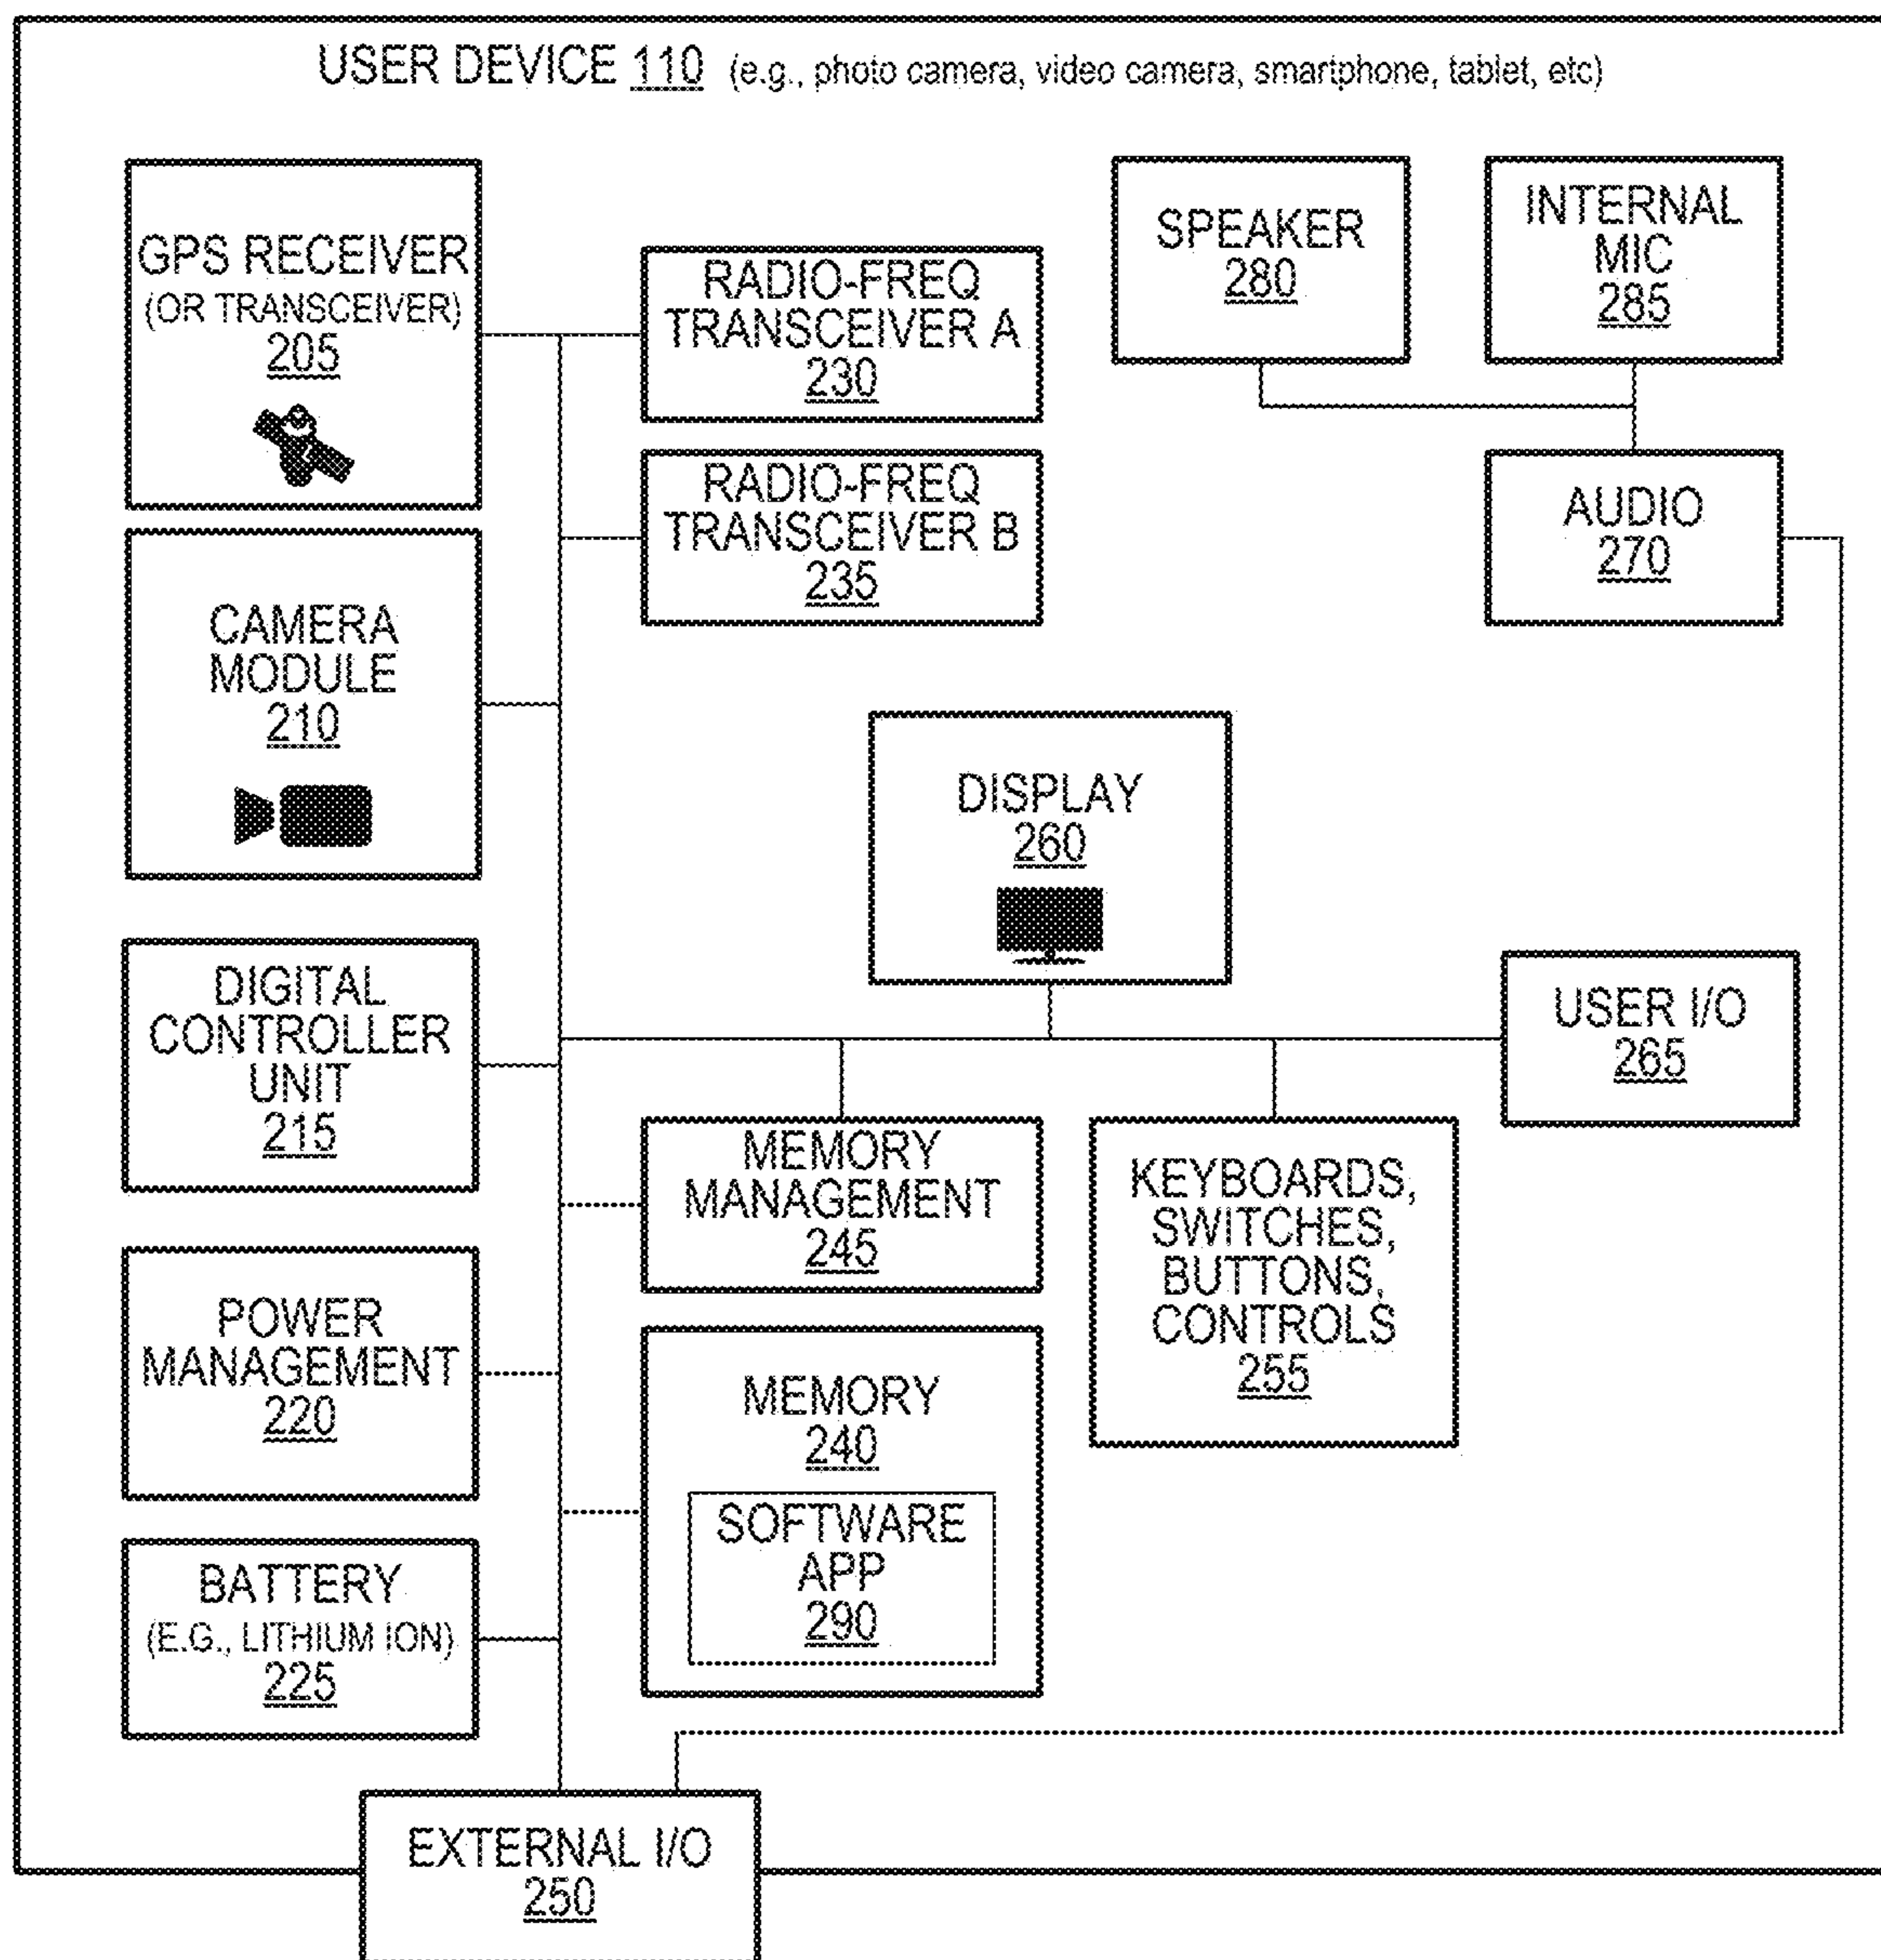 USER DEVICE 110 (e.g., photo camera, video camera, smartphone, tablet, etc)
GPS RECEIVER
(OR TRANSCEIVER)
205
RADIO-FREQ
TRANSCEIVER A
230
SPEAKER
280
INTERNAL
MIC
285
RADIO-FREQ
TRANSCEIVER B
235
AUDIO
270
CAMERA
MODULE
210
DISPLAY
260
DIGITAL
CONTROLLER
UNIT
215
USER I/O
265
MEMORY
MANAGEMENT
245
KEYBOARDS,
SWITCHES,
BUTTONS,
CONTROLS
255
POWER
MANAGEMENT
220
MEMORY
240
SOFTWARE
APP
290
BATTERY
(E.G., LITHIUM ION)
225
EXTERNAL I/O
250